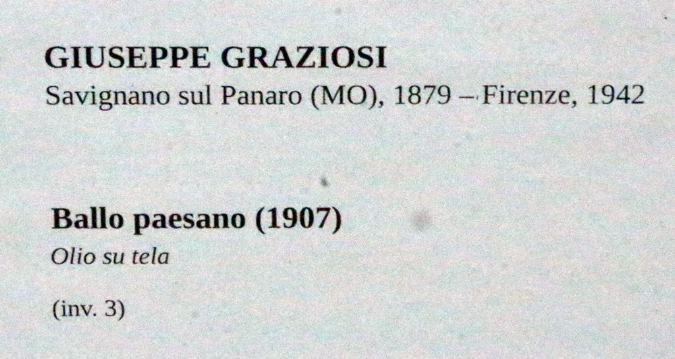 GIUSEPPE GRAZIOSI
Savignano sul Panaro (MO), 1879 – Firenze, 1942
Ballo paesano (1907)
Olio su tela
(inv. 3)